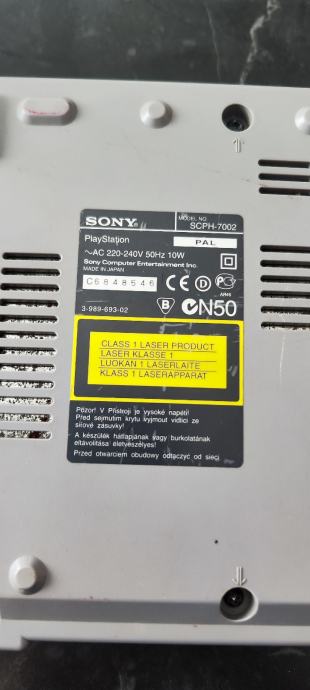 SONY
MODEL NO.
SCPH-7002
PlayStation
PAL
～AC 220-240V 50Hz 10W
Sony Computer Entertainment Inc.
MADE IN JAPAN
C6848546
CE
D
AR46
3-989-693-02
B
N50
CLASS 1 LASER PRODUCT
LASER KLASSE 1
LUOKAN 1 LASERLAITE
KLASS 1 LASERAPPARAT
Pozor! V Přístroji je vysoké napětí!
Před sejmutím krytu vyjmout vidlici ze
síťové zásuvky!
A készülék hátlapjának vagy burkolatának
eltávolítása életveszélyes!
Przed otwarciem obudowy odłączyć od sieci